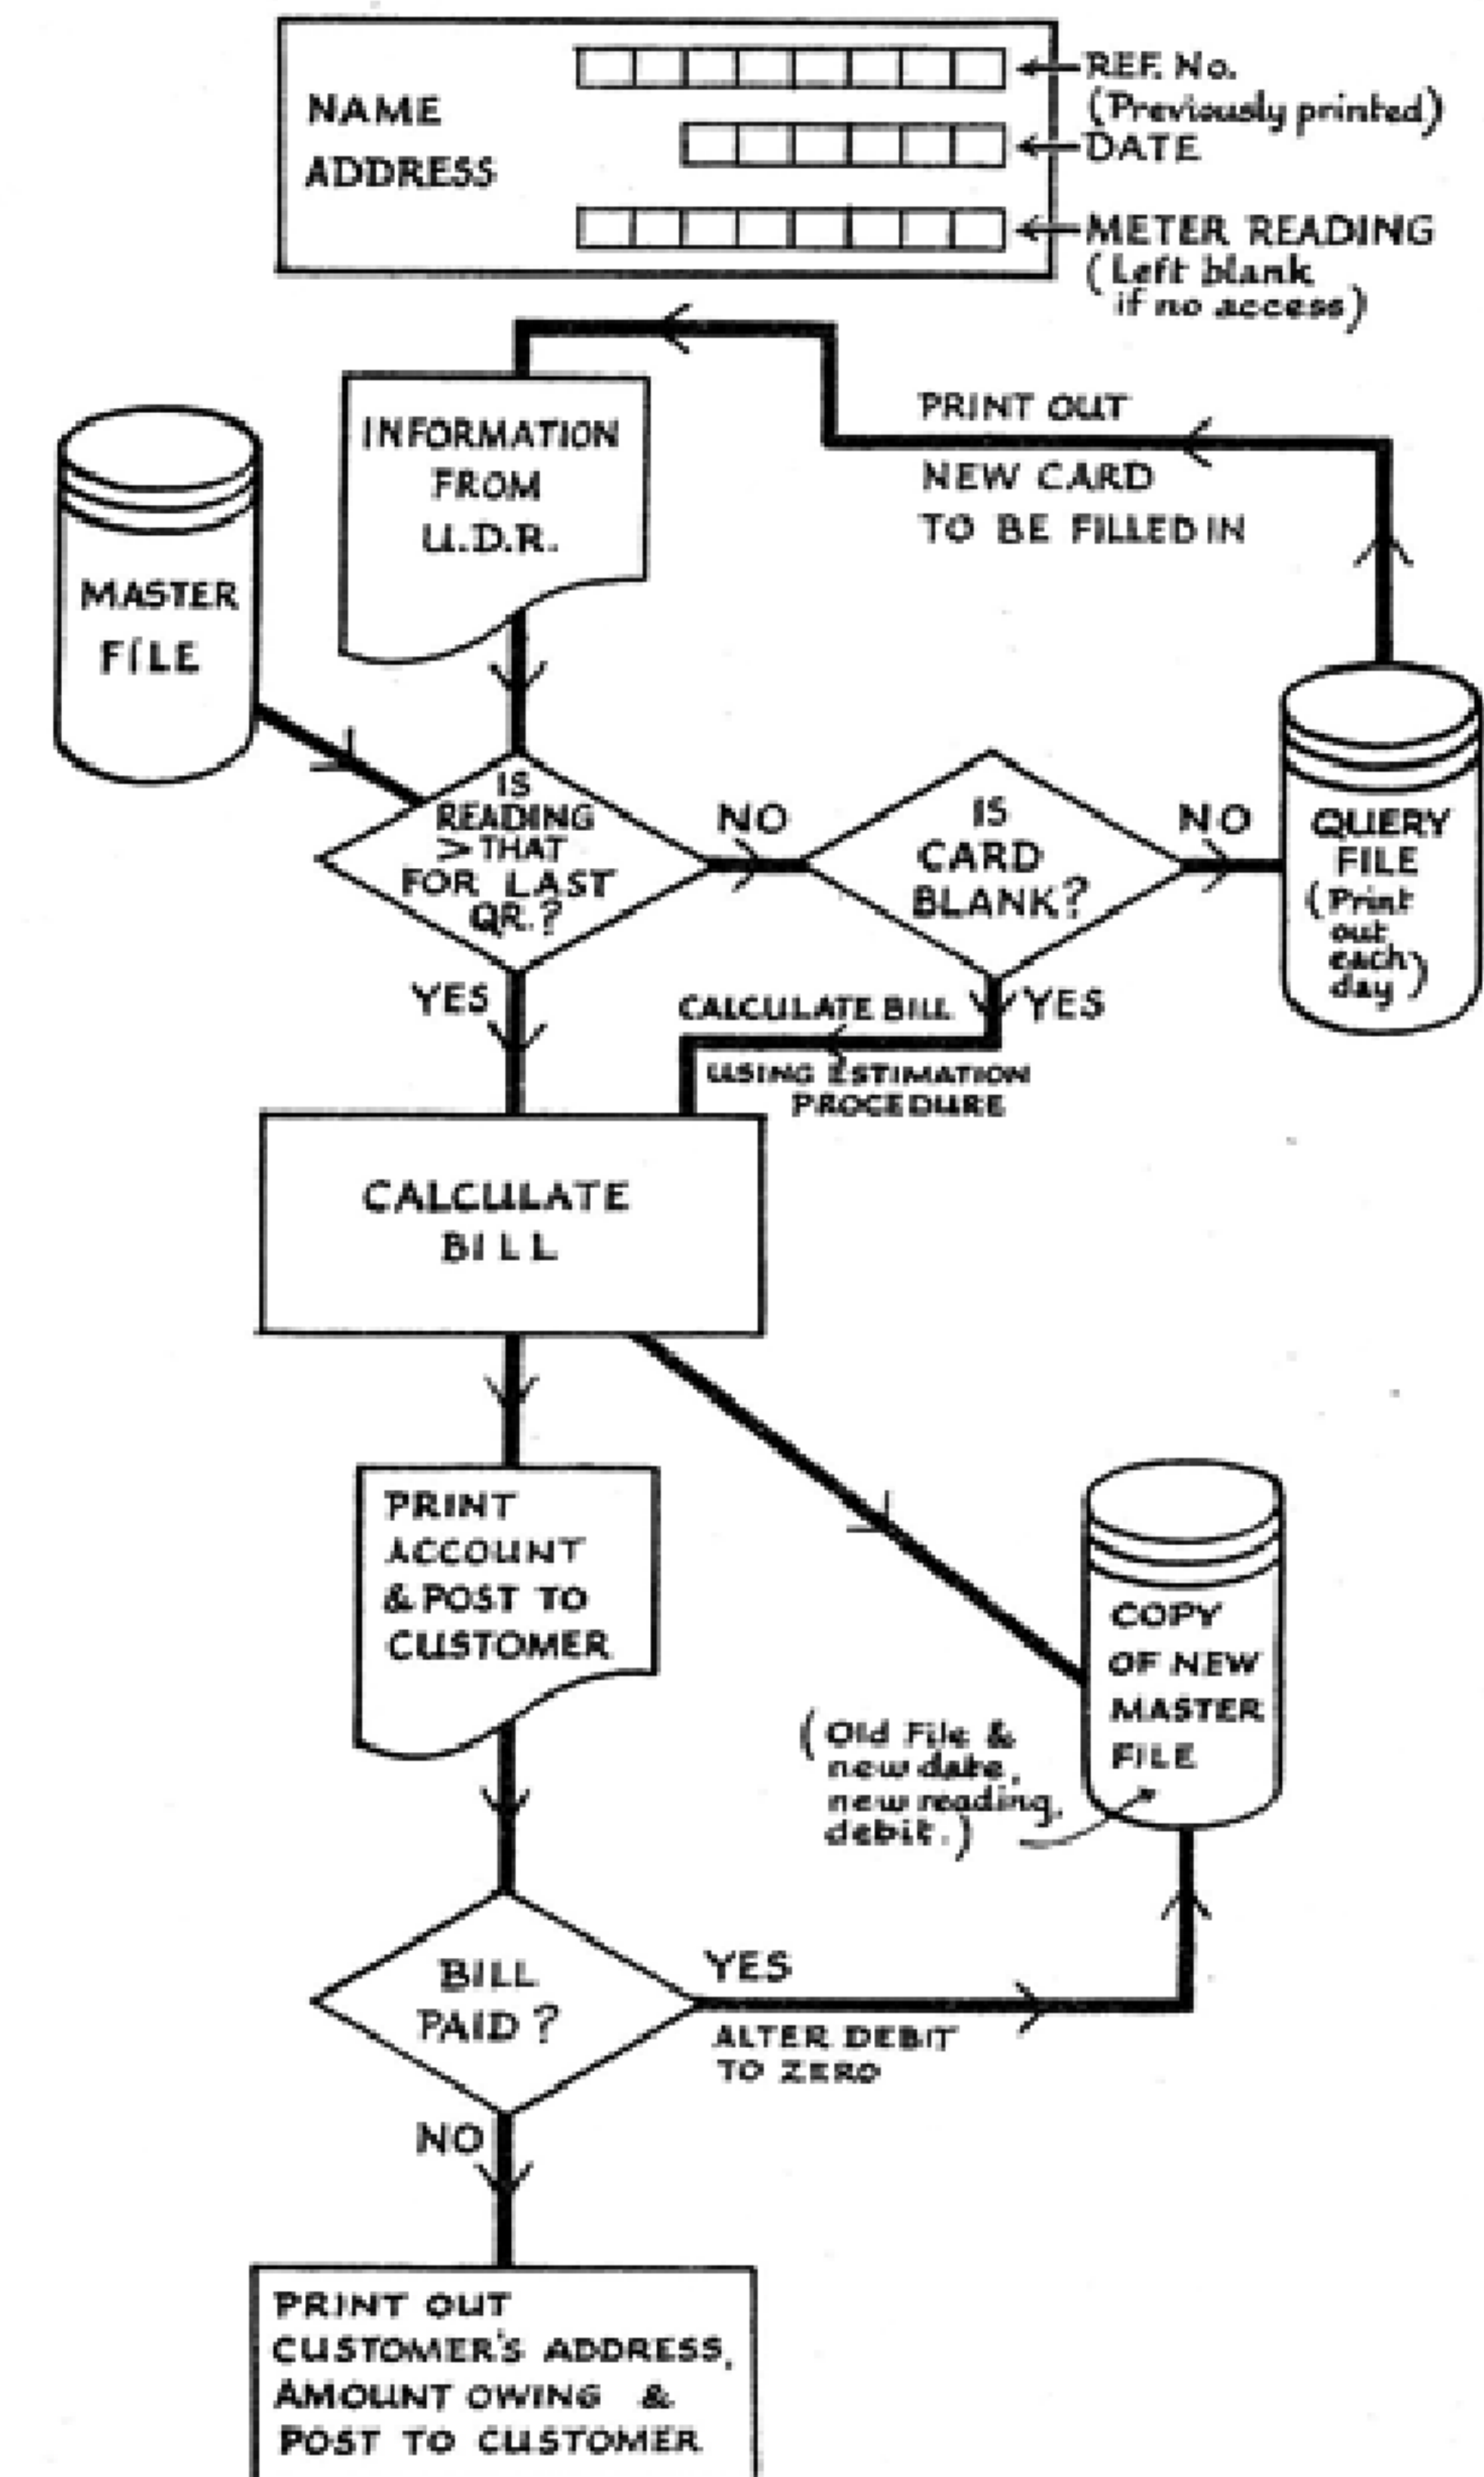 NAME
ADDRESS
REF. No.
(Previously printed)
DATE
METER READING
(Left blank
if no access)
PRINT OUT
NEW CARD
TO BE FILLED IN
INFORMATION
FROM
U.D.R.
MASTER
FILE
IS
READING
> THAT
FOR LAST
QR.?
NO
IS
CARD
BLANK?
NO
QUERY
FILE
(Print
out
each
day)
YES
YES
CALCULATE BILL
USING ESTIMATION
PROCEDURE
CALCULATE
BILL
PRINT
ACCOUNT
& POST TO
CUSTOMER
COPY
OF NEW
MASTER
FILE
(Old File &
new date,
new reading,
debit.)
BILL
PAID?
YES
ALTER DEBIT
TO ZERO
NO
PRINT OUT
CUSTOMER'S ADDRESS,
AMOUNT OWING &
POST TO CUSTOMER